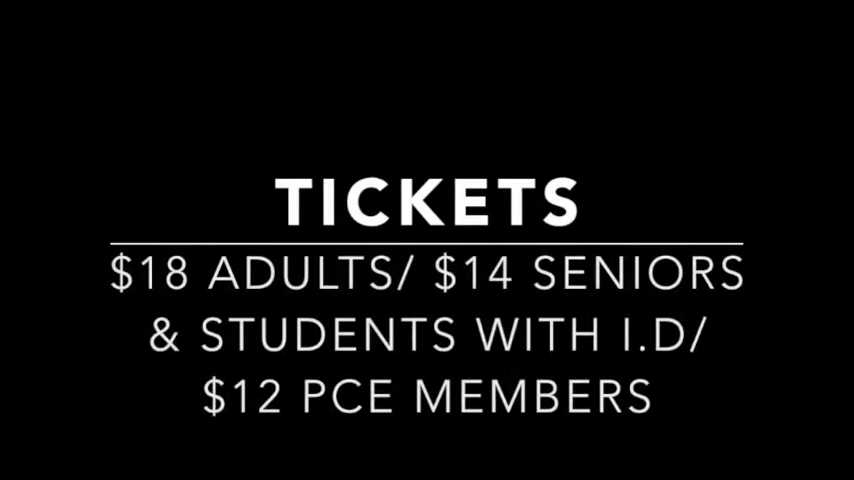 TICKETS
$18 ADULTS/ $14 SENIORS
& STUDENTS WITH I.D/
$12 PCE MEMBERS